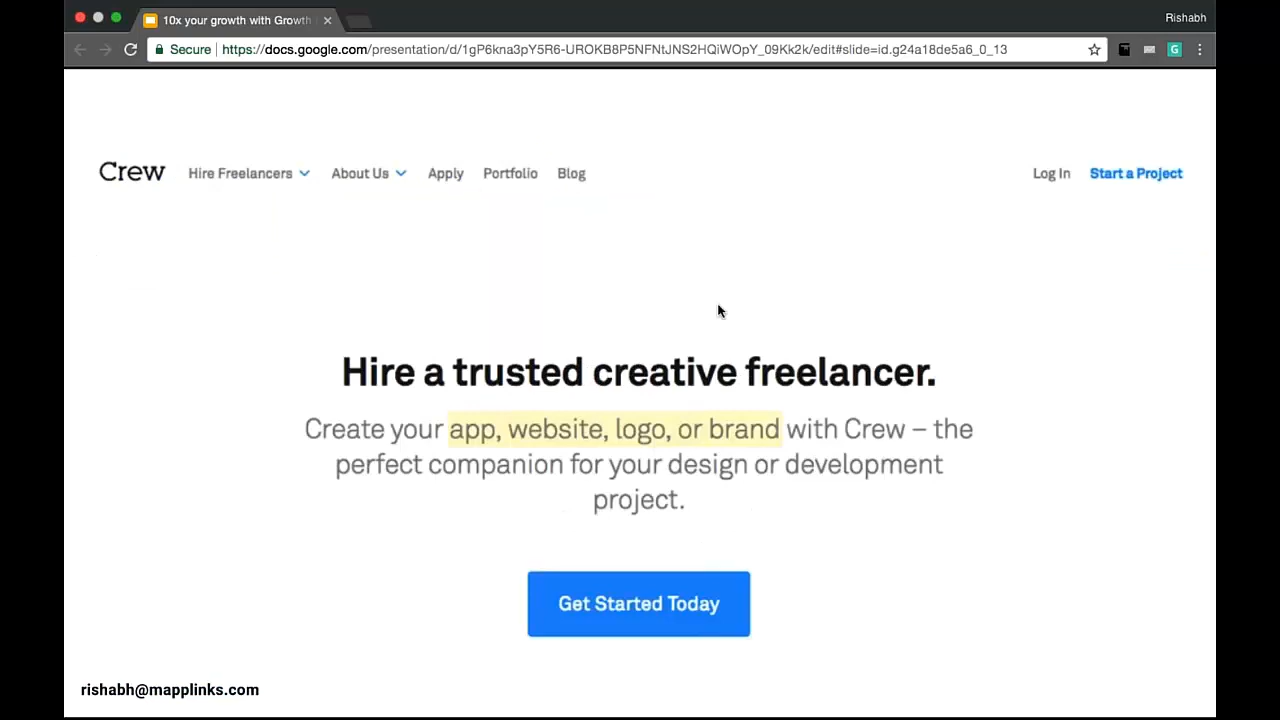 10x your growth with Growth
Rishabh
Secure
https://docs.google.com/presentation/d/1gP6kna3pY5R6-UROKB8P5NFNtJNS2HQiWOpY_09Kk2k/edit#slide=id.g24a18de5a6_0_13
G
Crew
Hire Freelancers
About Us
Apply
Portfolio
Blog
Log In
Start a Project
Hire a trusted creative freelancer.
Create your app, website, logo, or brand with Crew – the
perfect companion for your design or development
project.
Get Started Today
rishabh@mapplinks.com